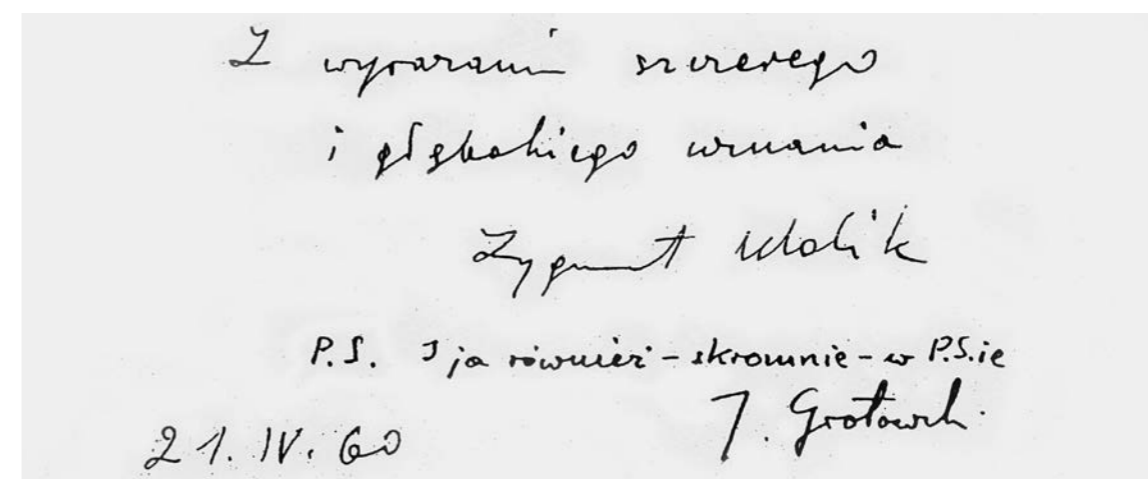 Z wyrazami szczerego
i głębokiego uznania
Zygmunt Molik
P.S. I ja również - skromnie - w P.S.ie
J. Grotowski
21.IV.60